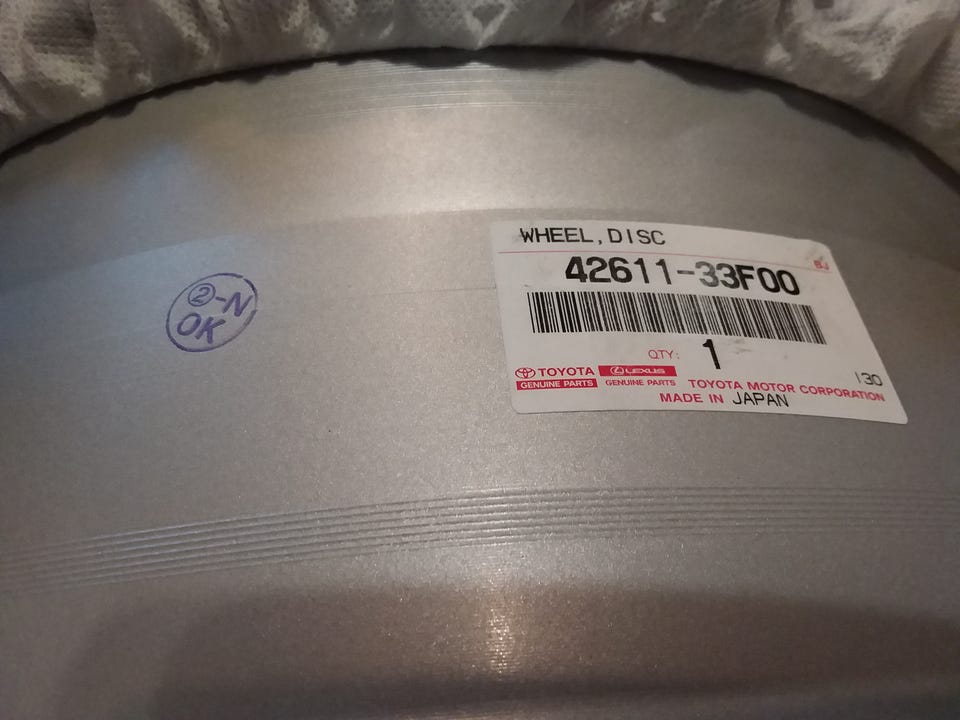 WHEEL,DISC
BJ
42611-33F00
QTY: 1
130
TOYOTA
GENUINE PARTS
LEXUS
GENUINE PARTS
TOYOTA MOTOR CORPORATION
MADE IN JAPAN
②-N
OK